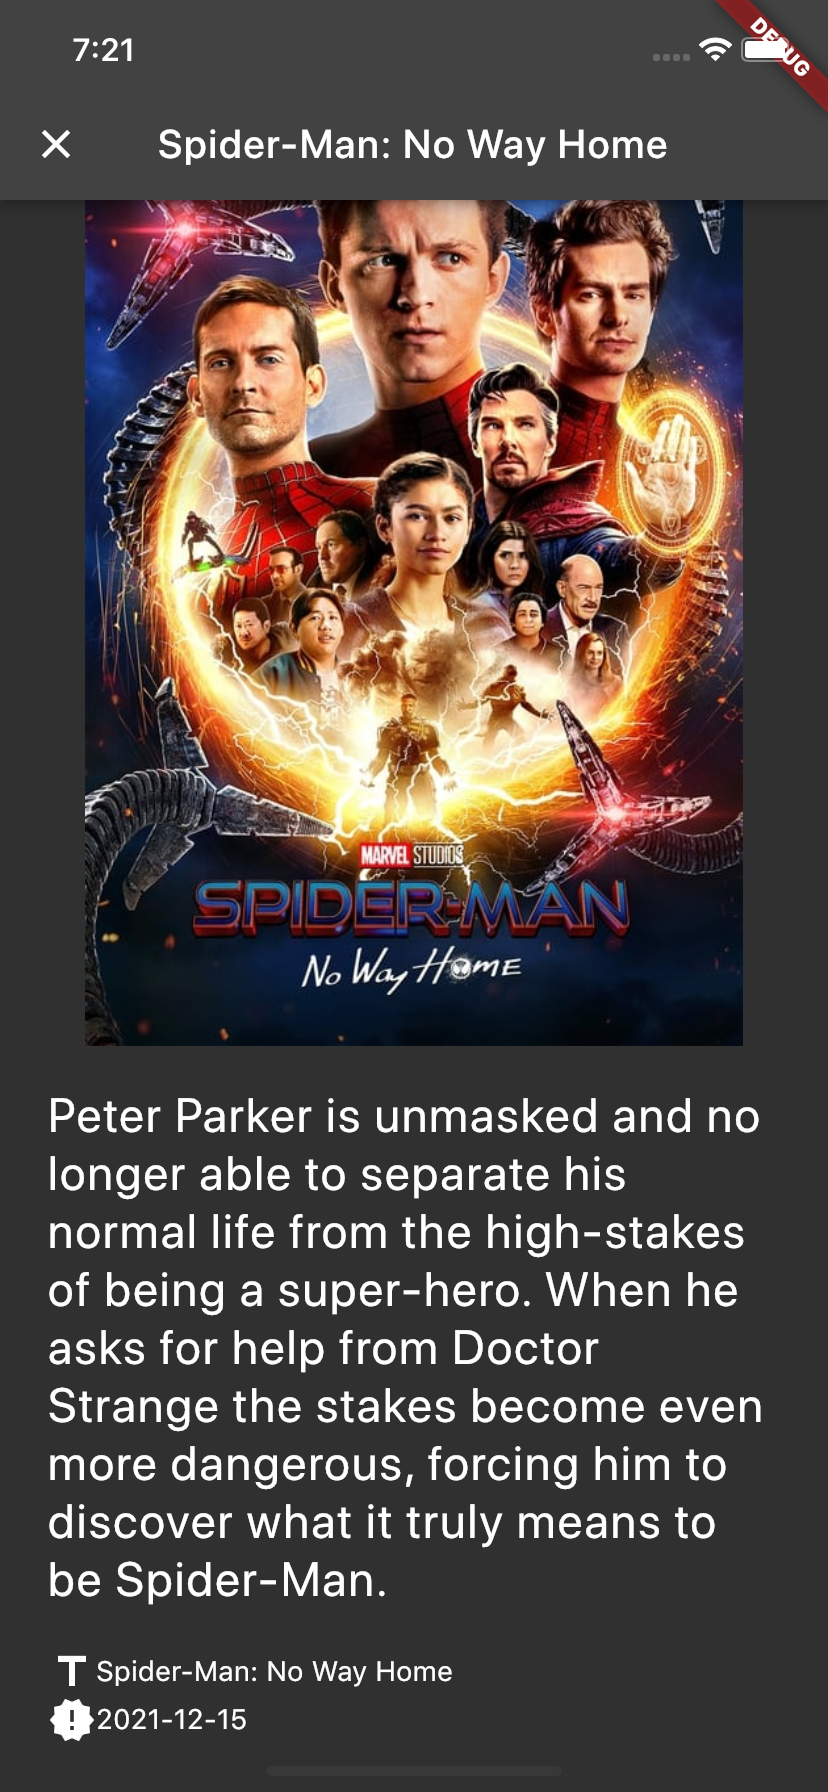 7:21
DEBUG
Spider-Man: No Way Home
MARVEL STUDIOS
SPIDER-MAN
No Way Home
Peter Parker is unmasked and no
longer able to separate his
normal life from the high-stakes
of being a super-hero. When he
asks for help from Doctor
Strange the stakes become even
more dangerous, forcing him to
discover what it truly means to
be Spider-Man.
T Spider-Man: No Way Home
! 2021-12-15